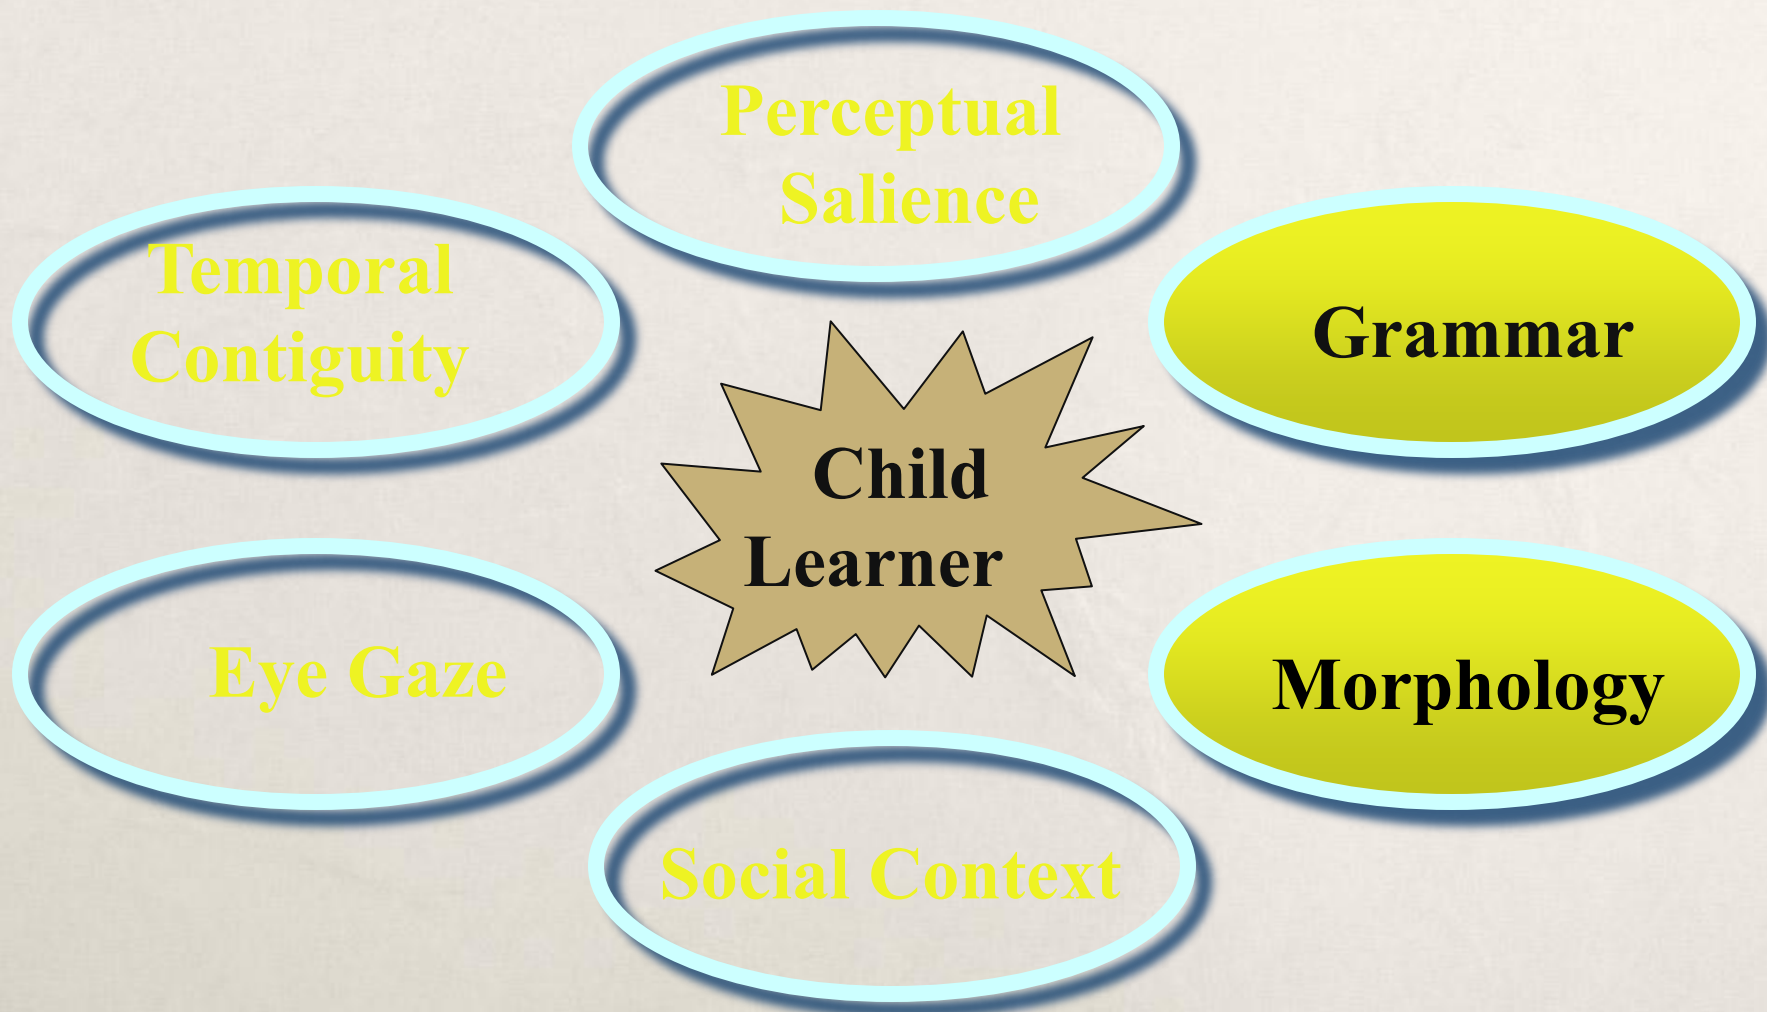 Perceptual
Salience
Temporal
Contiguity
Grammar
Child
Learner
Eye Gaze
Morphology
Social Context